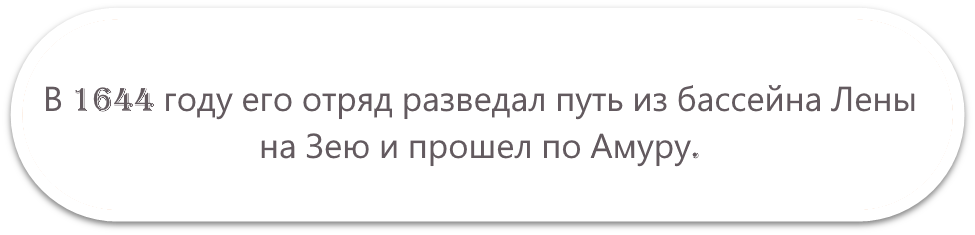 В 1644 году его отряд разведал путь из бассейна Лены
на Зею и прошел по Амуру.